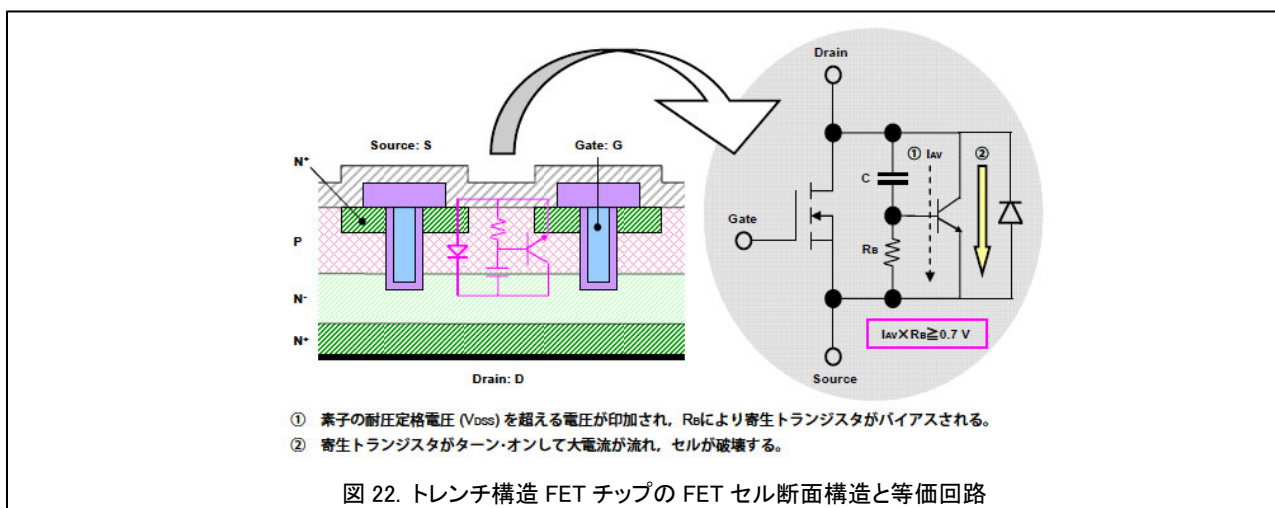 Source: S
Gate: G
N⁺
P
N⁻
N⁺
Drain: D
Drain
① IAV
②
C
Gate
RB
IAV×RB≧0.7 V
Source
① 素子の耐圧定格電圧 (VDSS) を超える電圧が印加され，RBにより寄生トランジスタがバイアスされる。
② 寄生トランジスタがターン・オンして大電流が流れ，セルが破壊する。
図 22. トレンチ構造 FET チップの FET セル断面構造と等価回路